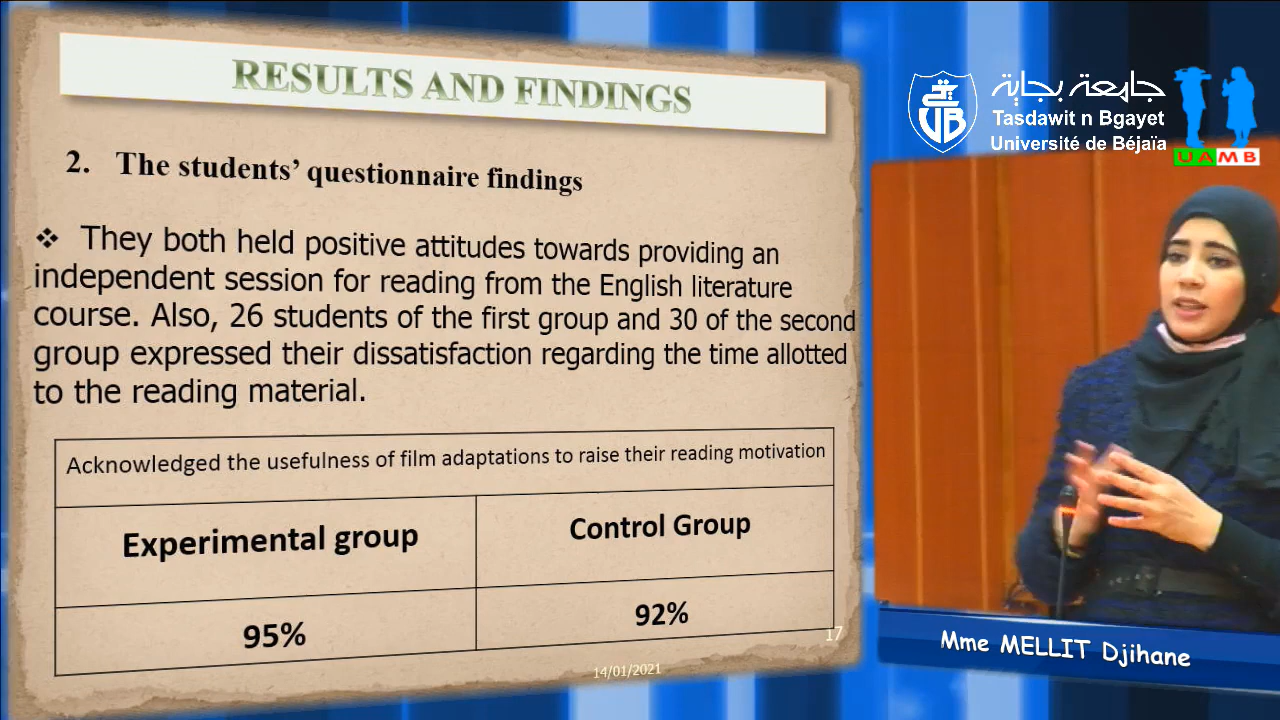 RESULTS AND FINDINGS
2. The students’ questionnaire findings
❖ They both held positive attitudes towards providing an
independent session for reading from the English literature
course. Also, 26 students of the first group and 30 of the second
group expressed their dissatisfaction regarding the time allotted
to the reading material.
Acknowledged the usefulness of film adaptations to raise their reading motivation
Experimental group
Control Group
95%
92%
17
14/01/2021
جامعة بجاية
Tasdawit n Bgayet
Université de Béjaïa
UAMB
Mme MELLIT Djihane